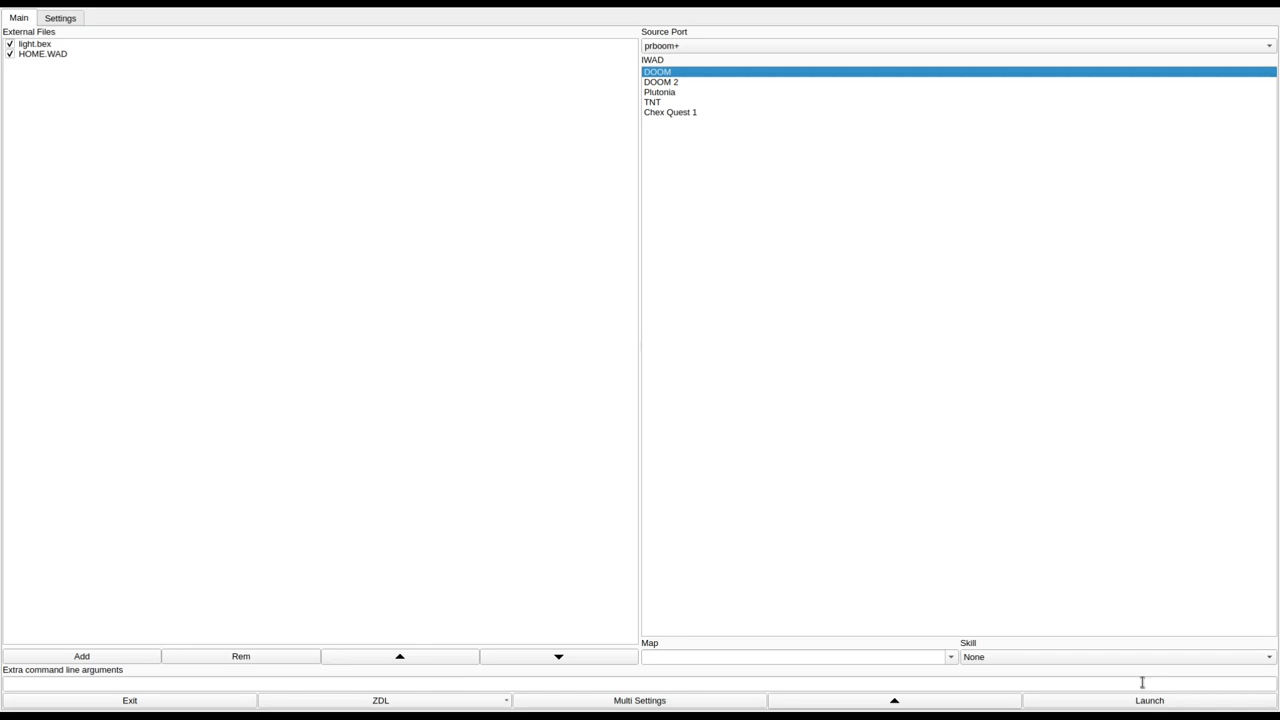 Main Settings
External Files
light.bex
HOME.WAD
Source Port
prboom+
IWAD
DOOM
DOOM 2
Plutonia
TNT
Chex Quest 1
Add Rem
Map Skill
None
Extra command line arguments
Exit ZDL Multi Settings Launch